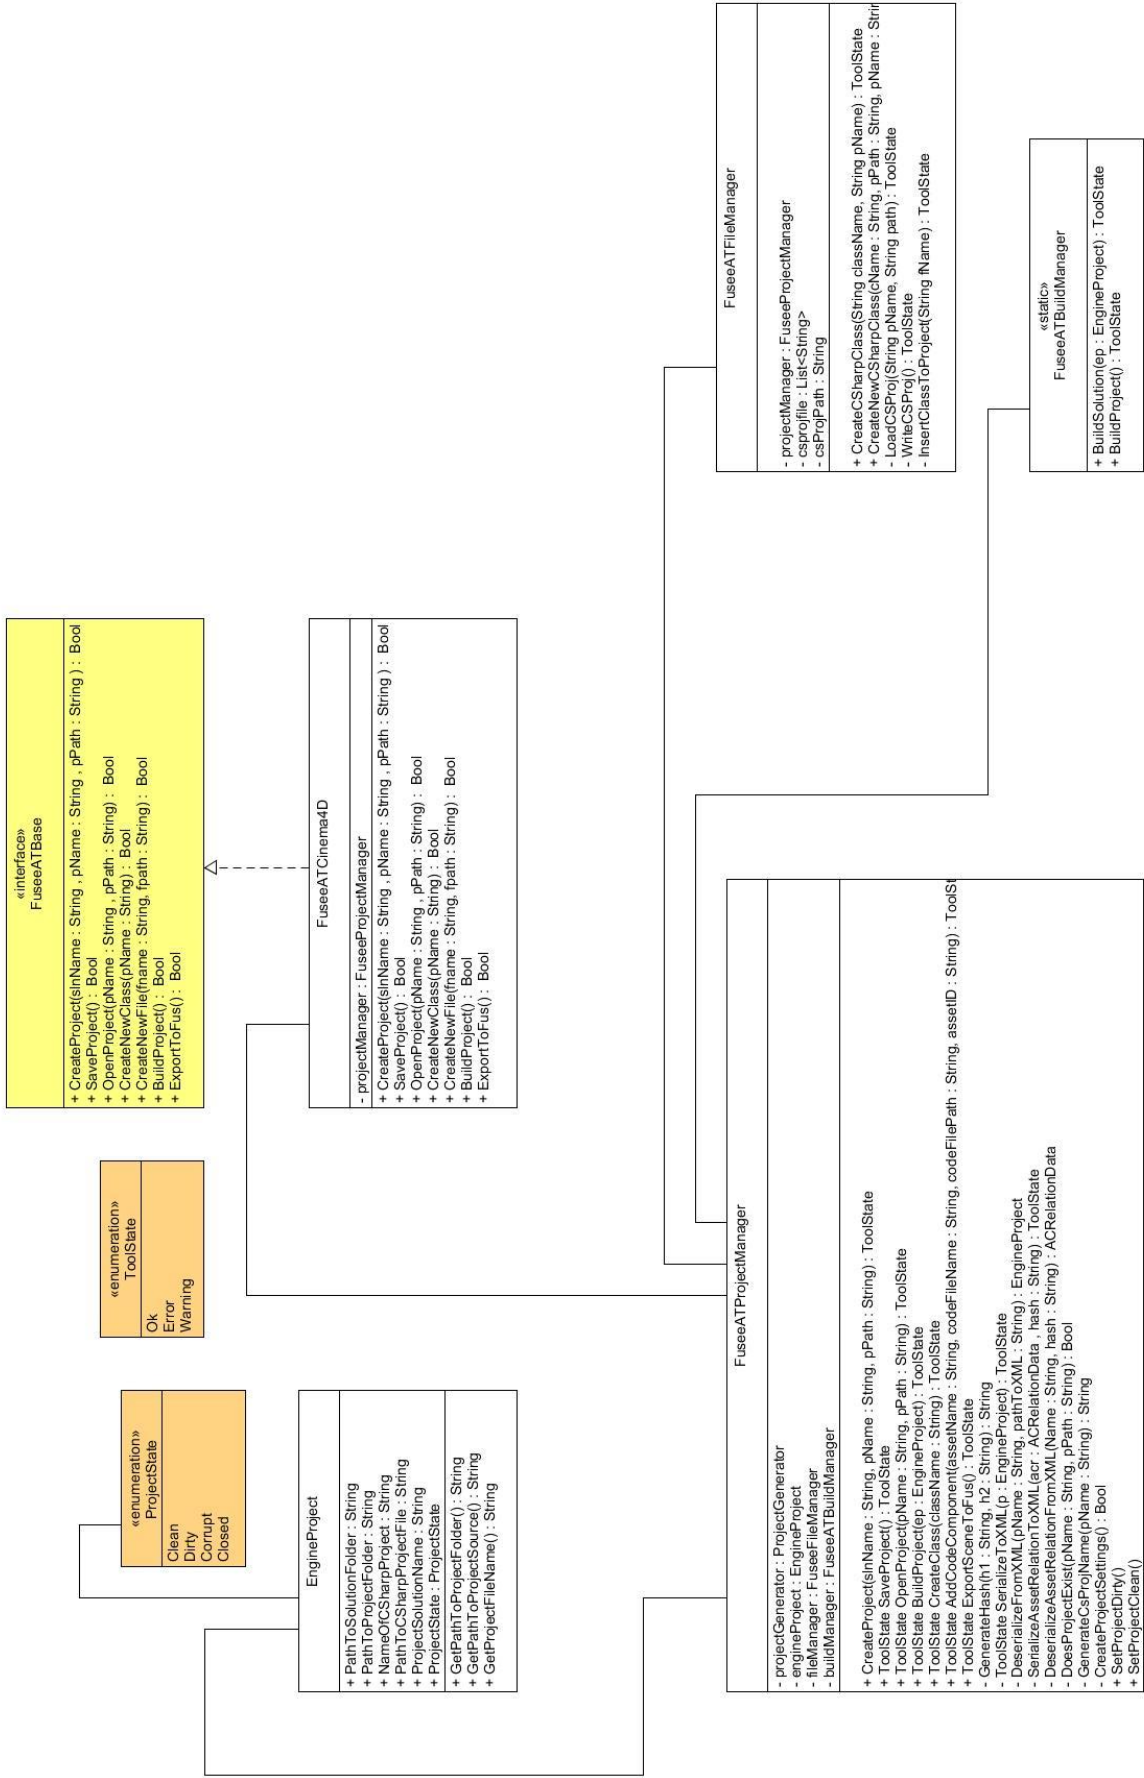 «interface»
FuseeATBase
+ CreateProject(slnName : String , pName : String , pPath : String ) : Bool
+ SaveProject() : Bool
+ OpenProject(pName : String , pPath : String) : Bool
+ CreateNewClass(pName : String) : Bool
+ CreateNewFile(fname : String, fpath : String) : Bool
+ BuildProject() : Bool
+ ExportToFus() : Bool
«enumeration»
ToolState
Ok
Error
Warning
«enumeration»
ProjectState
Clean
Dirty
Corrupt
Closed
EngineProject
+ PathToSolutionFolder : String
+ PathToProjectFolder : String
+ NameOfCSharpProject : String
+ PathToCSharpProjectFile : String
+ ProjectSolutionName : String
+ ProjectState : ProjectState
+ GetPathToProjectFolder() : String
+ GetPathToProjectSource() : String
+ GetProjectFileName() : String
FuseeATCinema4D
- projectManager : FuseeProjectManager
+ CreateProject(slnName : String , pName : String , pPath : String ) : Bool
+ SaveProject() : Bool
+ OpenProject(pName : String , pPath : String) : Bool
+ CreateNewClass(pName : String) : Bool
+ CreateNewFile(fname : String, fpath : String) : Bool
+ BuildProject() : Bool
+ ExportToFus() : Bool
FuseeATProjectManager
- projectGenerator : ProjectGenerator
- engineProject : EngineProject
- fileManager : FuseeFileManager
- buildManager : FuseeATBuildManager
+ CreateProject(slnName : String, pName : String, pPath : String) : ToolState
+ ToolState SaveProject() : ToolState
+ ToolState OpenProject(pName : String, pPath : String) : ToolState
+ ToolState BuildProject(ep : EngineProject) : ToolState
+ ToolState CreateClass(className : String) : ToolState
+ ToolState AddCodeComponent(assetName : String, codeFileName : String, codeFilePath : String, assetID : String) : ToolSt
+ ToolState ExportSceneToFus() : ToolState
- GenerateHash(h1 : String, h2 : String) : String
- ToolState SerializeToXML(p : EngineProject) : ToolState
- DeserializeFromXML(pName : String, pathToXML : String) : EngineProject
- SerializeAssetRelationToXML(acr : ACRelationData , hash : String) : ToolState
- DeserializeAssetRelationFromXML(Name : String, hash : String) : ACRelationData
- DoesProjectExist(pName : String, pPath : String) : Bool
- GenerateCsProjName(pName : String) : String
- CreateProjectSettings() : Bool
+ SetProjectDirty()
+ SetProjectClean()
FuseeATFileManager
- projectManager : FuseeProjectManager
- csprojfile : List<String>
- csProjPath : String
+ CreateCSharpClass(String className, String pName) : ToolState
+ CreateNewCSharpClass(cName : String, pPath : String, pName : Strir
- LoadCSProj(String pName, String path) : ToolState
- WriteCSProj() : ToolState
- InsertClassToProject(String fName) : ToolState
«static»
FuseeATBuildManager
+ BuildSolution(ep : EngineProject) : ToolState
+ BuildProject() : ToolState